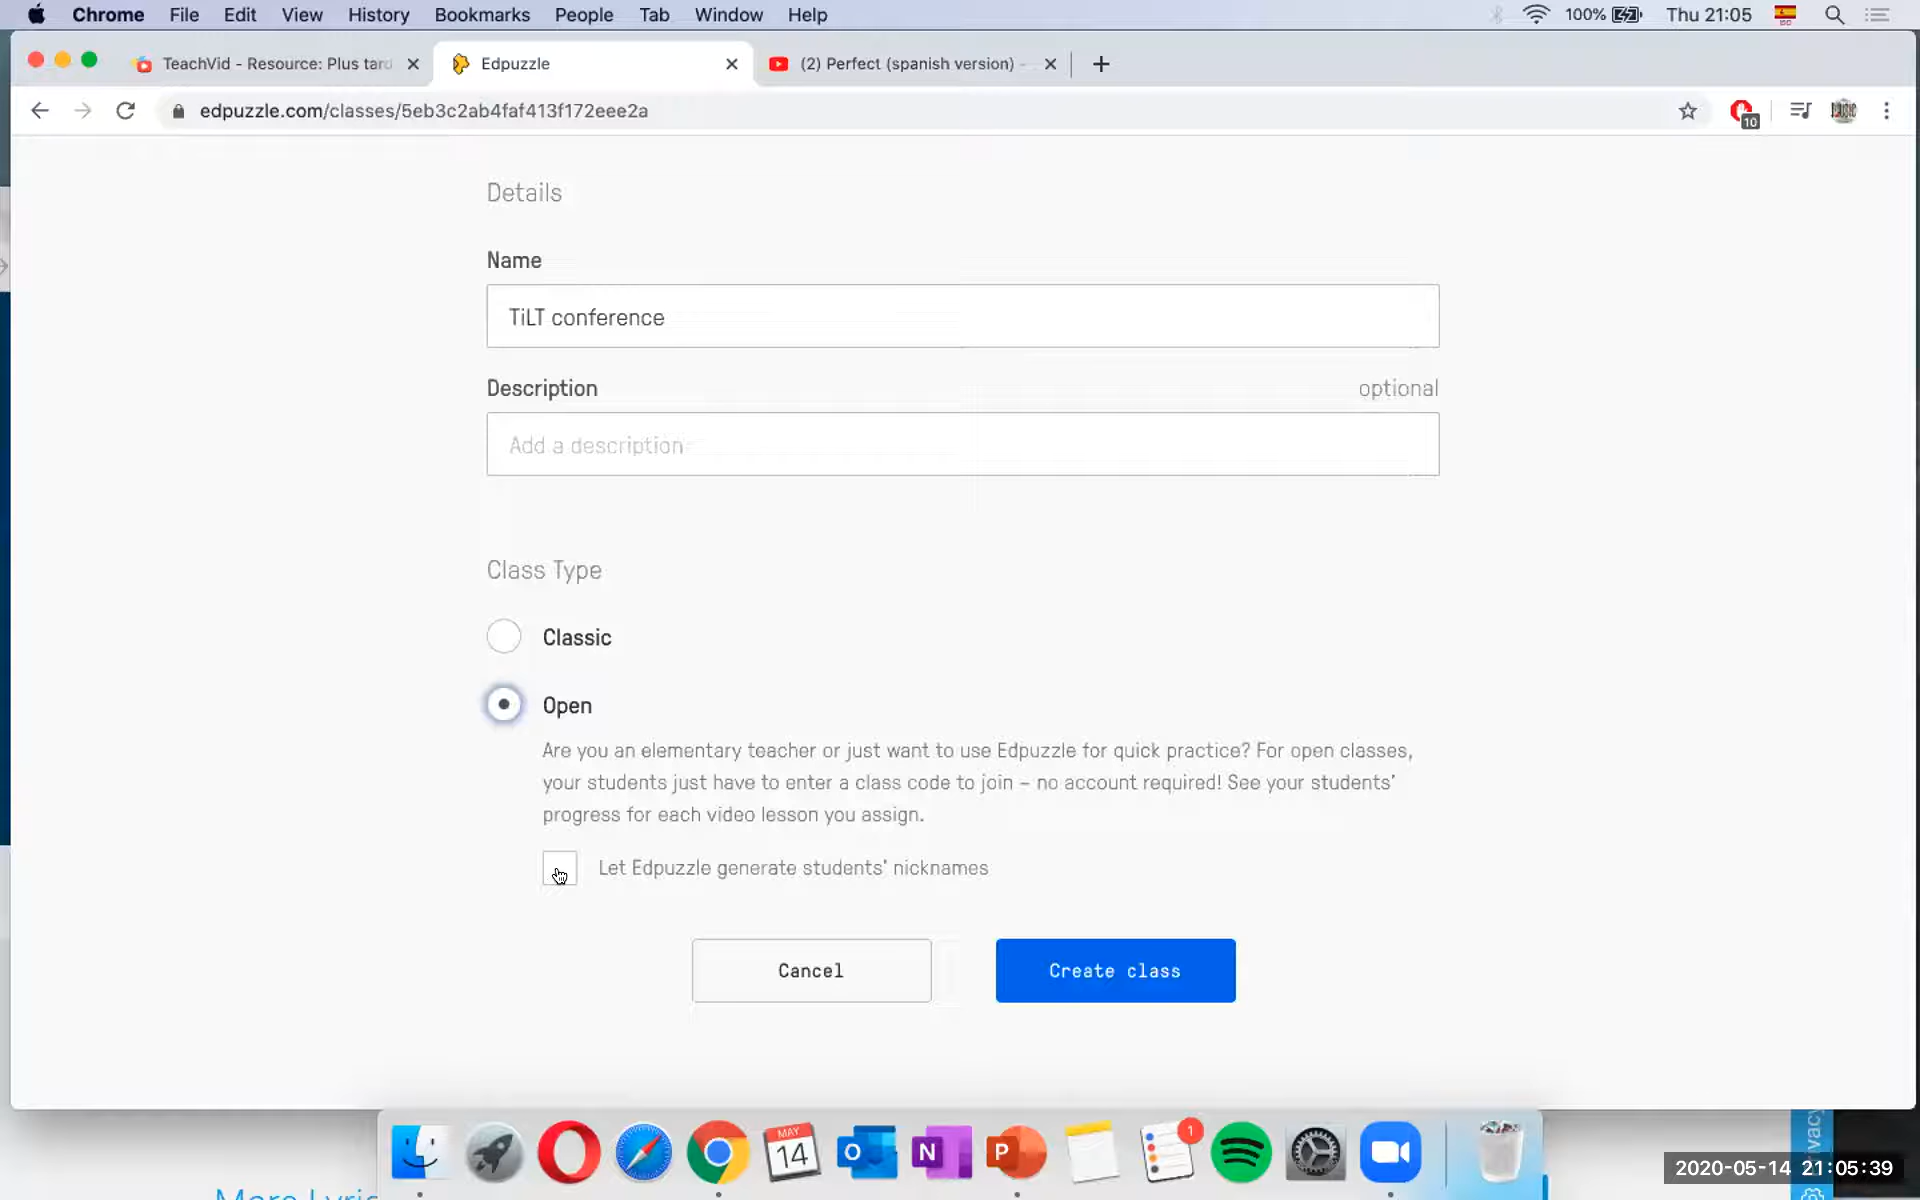 Chrome File Edit View History Bookmarks People Tab Window Help 100% Thu 21:05
TeachVid - Resource: Plus tard Edpuzzle (2) Perfect (spanish version) -
edpuzzle.com/classes/5eb3c2ab4faf413f172eee2a 10
Details
Name
TiLT conference
Description optional
Add a description
Class Type
Classic
Open
Are you an elementary teacher or just want to use Edpuzzle for quick practice? For open classes,
your students just have to enter a class code to join – no account required! See your students'
progress for each video lesson you assign.
Let Edpuzzle generate students' nicknames
Cancel Create class
MAY
14
1
2020-05-14 21:05:39